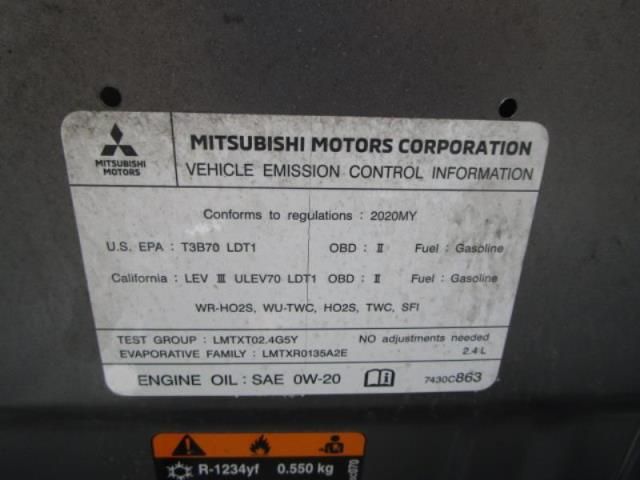 MITSUBISHI MOTORS
MITSUBISHI MOTORS CORPORATION
VEHICLE EMISSION CONTROL INFORMATION
Conforms to regulations : 2020MY
U.S. EPA : T3B70 LDT1 OBD : II Fuel : Gasoline
California : LEV III ULEV70 LDT1 OBD : II Fuel : Gasoline
WR-HO2S, WU-TWC, HO2S, TWC, SFI
TEST GROUP : LMTXT02.4G5Y NO adjustments needed
EVAPORATIVE FAMILY : LMTXR0135A2E 2.4 L
ENGINE OIL : SAE 0W-20 7430C863
R-1234yf 0.550 kg